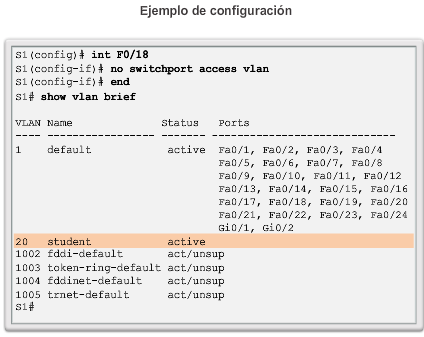 Ejemplo de configuración
S1(config)# int F0/18
S1(config-if)# no switchport access vlan
S1(config-if)# end
S1# show vlan brief
VLAN Name Status Ports
---- ------------------ ------- -------------------------
1 default active Fa0/1, Fa0/2, Fa0/3, Fa0/4
Fa0/5, Fa0/6, Fa0/7, Fa0/8
Fa0/9, Fa0/10, Fa0/11, Fa0/12
Fa0/13, Fa0/14, Fa0/15, Fa0/16
Fa0/17, Fa0/18, Fa0/19, Fa0/20
Fa0/21, Fa0/22, Fa0/23, Fa0/24
Gi0/1, Gi0/2
20 student active
1002 fddi-default act/unsup
1003 token-ring-default act/unsup
1004 fddinet-default act/unsup
1005 trnet-default act/unsup
S1#